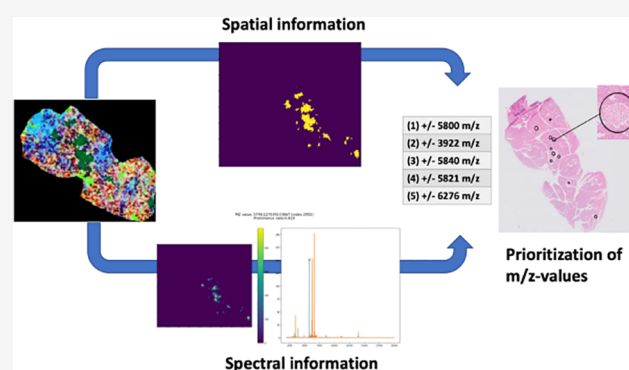 Spatial information
(1) +/- 5800 m/z
(2) +/- 3922 m/z
(3) +/- 5840 m/z
(4) +/- 5821 m/z
(5) +/- 6276 m/z
Prioritization of
m/z-values
Spectral information